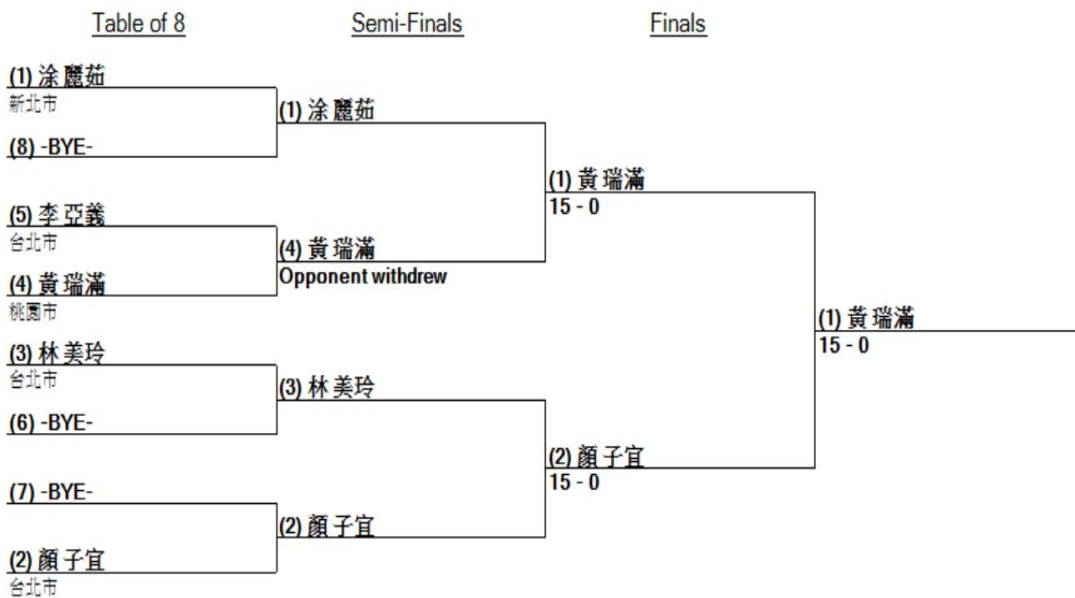 Table of 8
Semi-Finals
Finals
(1) 涂麗茹
新北市
(8) -BYE-
(5) 李亞義
台北市
(4) 黃瑞滿
桃園市
(3) 林美玲
台北市
(6) -BYE-
(7) -BYE-
(2) 顏子宜
台北市
(1) 涂麗茹
(4) 黃瑞滿
Opponent withdrew
(3) 林美玲
(2) 顏子宜
(1) 黃瑞滿
15 - 0
(2) 顏子宜
15 - 0
(1) 黃瑞滿
15 - 0